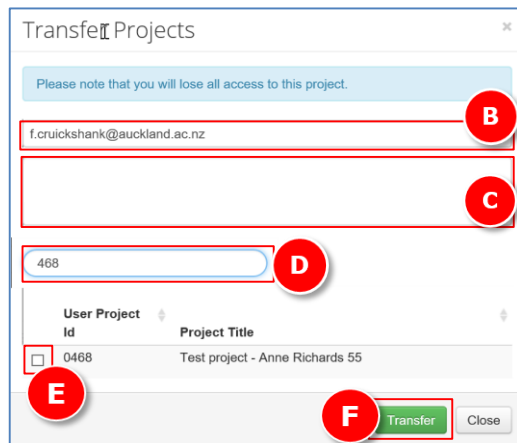 Transfer Projects ×
Please note that you will lose all access to this project.
B
f.cruickshank@auckland.ac.nz
C
468
D
User Project
Id Project Title
0468 Test project - Anne Richards 55
E
F
Transfer Close